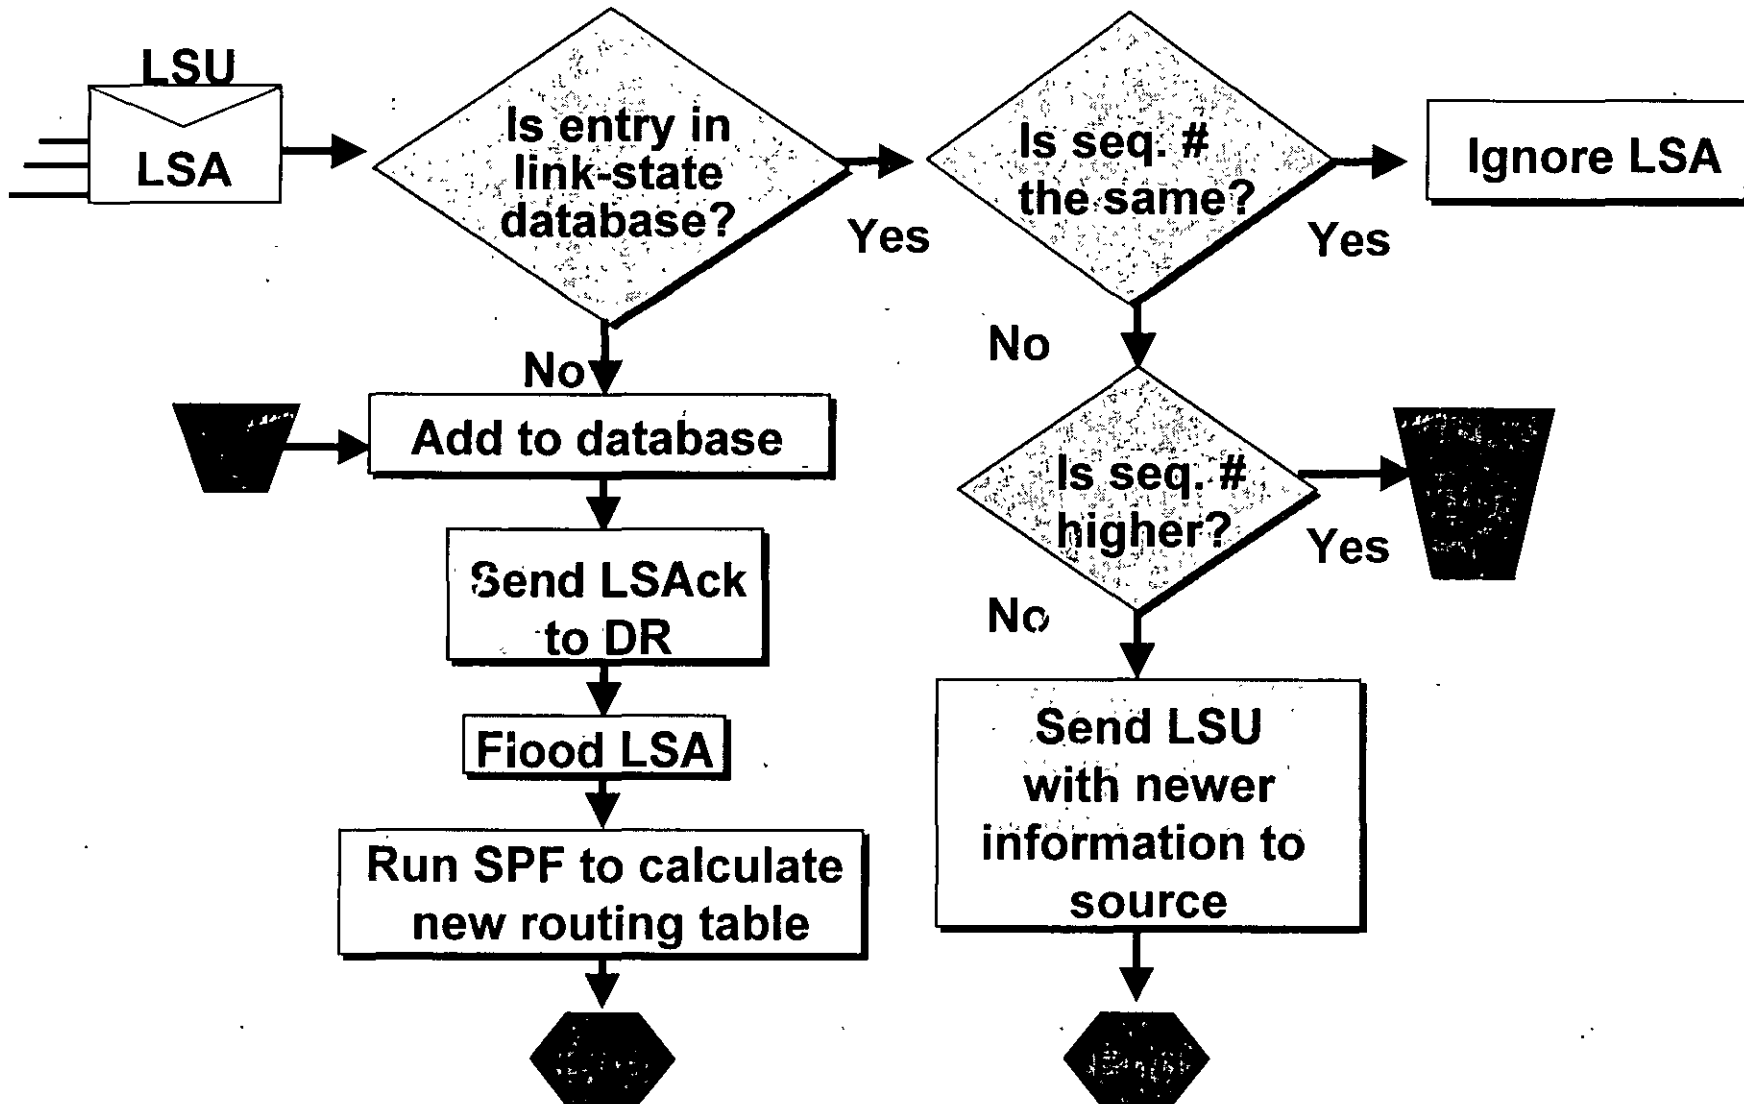 LSU
LSA
Is entry in
link-state
database?
Yes
Is seq. #
the same?
Yes
Ignore LSA
No
Add to database
Send LSAck
to DR
Flood LSA
Run SPF to calculate
new routing table
No
Is seq. #
higher?
Yes
No
Send LSU
with newer
information to
source